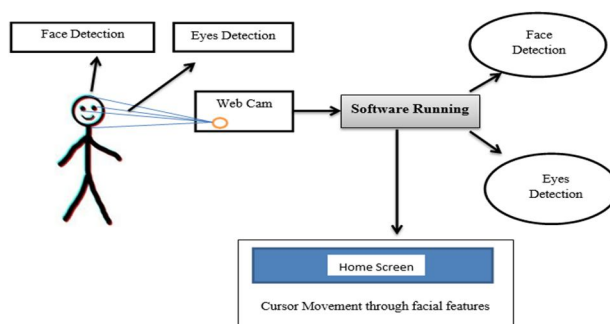 Face Detection
Eyes Detection
Face
Detection
Web Cam
Software Running
Eyes
Detection
Home Screen
Cursor Movement through facial features